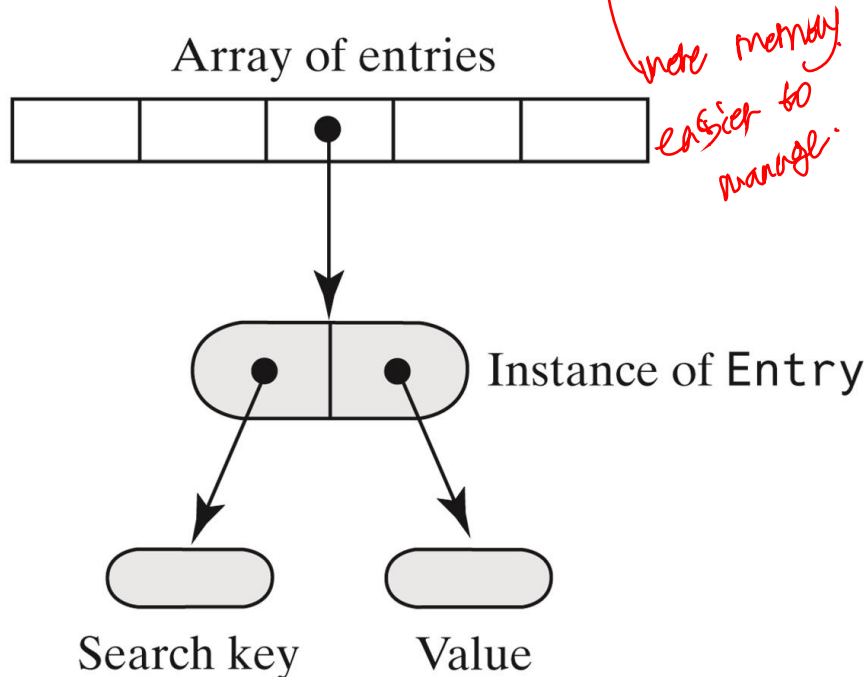 Array of entries
more memory.
easier to
manage.
Instance of Entry
Search key
Value